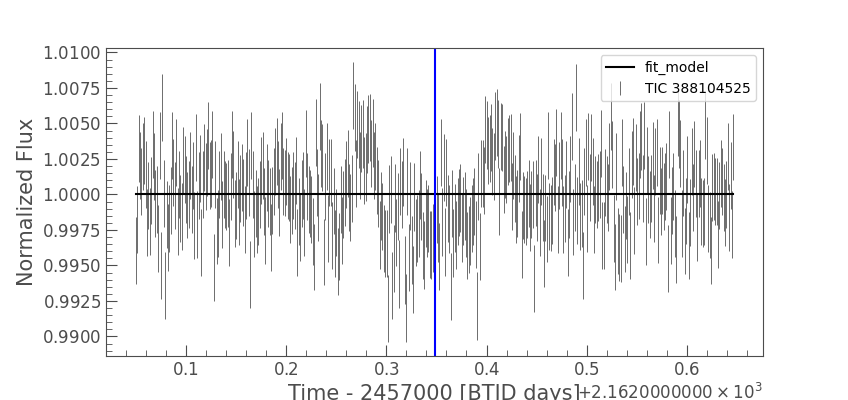 1.0100
1.0075
1.0050
1.0025
1.0000
0.9975
0.9950
0.9925
0.9900
Normalized Flux
fit_model
TIC 388104525
0.1 0.2 0.3 0.4 0.5 0.6
Time - 2457000 [BTJD days]
+2.1620000000 × 10³